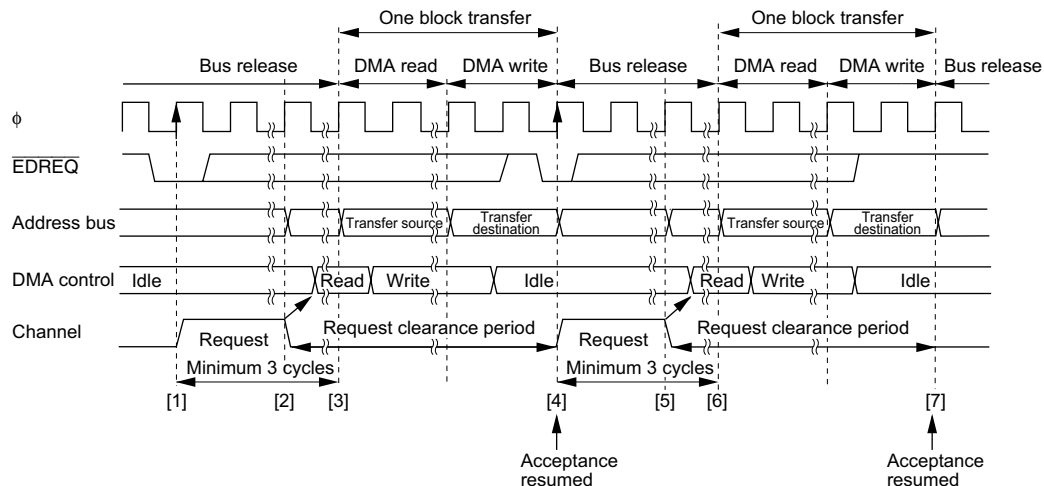 One block transfer One block transfer
Bus release DMA read DMA write Bus release DMA read DMA write Bus release
ϕ
EDREQ
Address bus Transfer source Transfer destination Transfer source Transfer destination
DMA control Idle Read Write Idle Read Write Idle
Channel Request Request clearance period Request Request clearance period
Minimum 3 cycles Minimum 3 cycles
[1] [2] [3] [4] [5] [6] [7]
Acceptance resumed Acceptance resumed